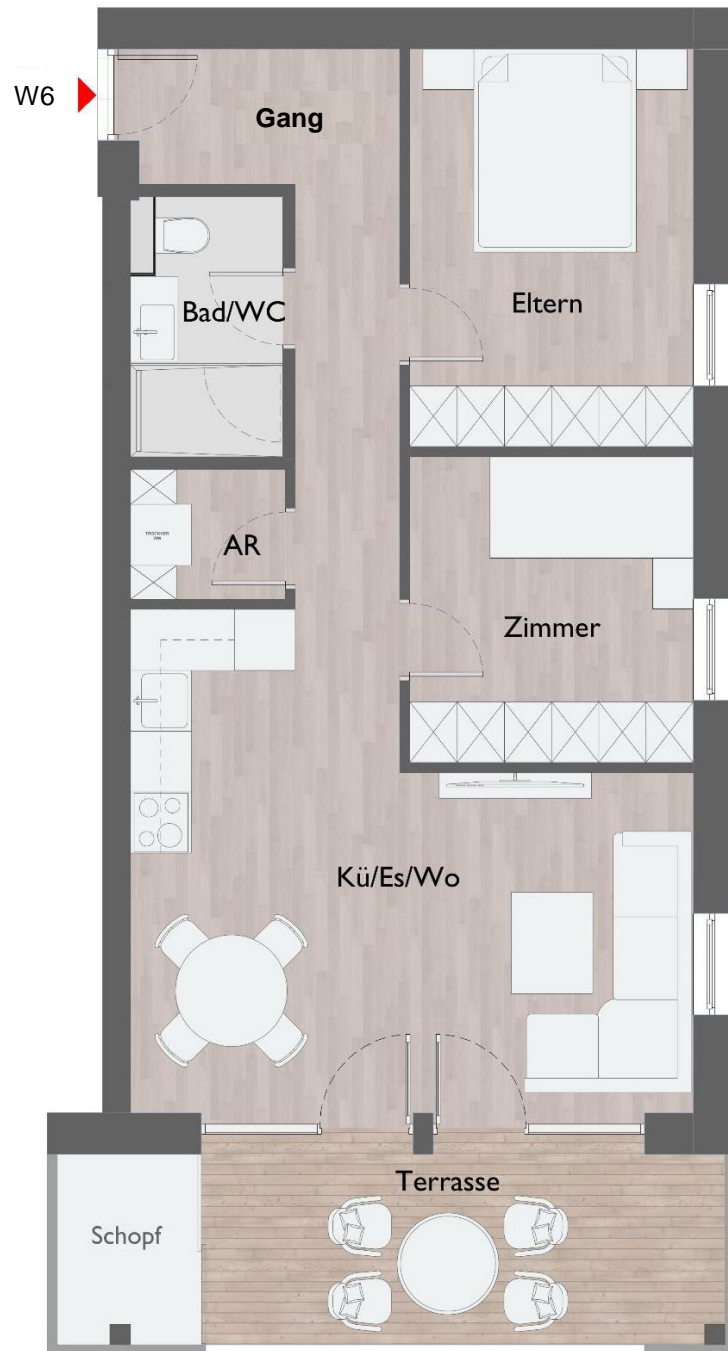 W6
Gang
Eltern
Bad/WC
AR
Zimmer
Kü/Es/Wo
Terrasse
Schopf